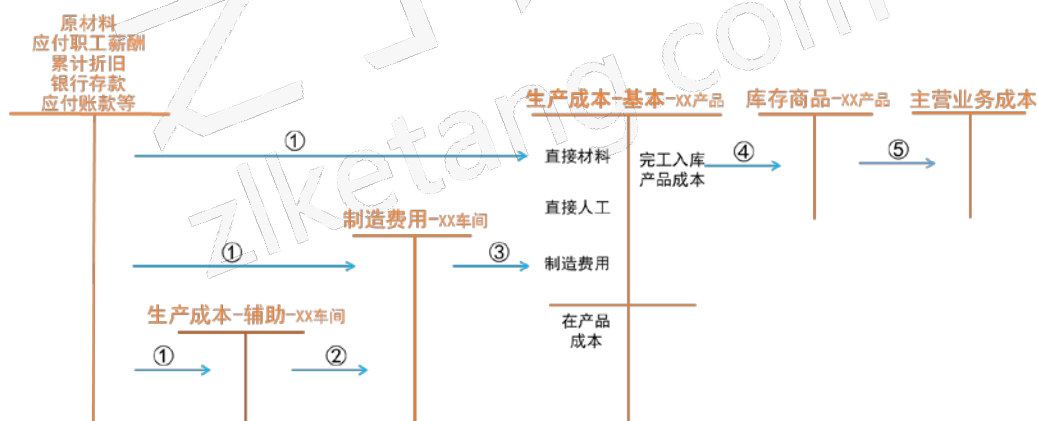 原材料
应付职工薪酬
累计折旧
银行存款
应付账款等
生产成本-基本-XX产品
库存商品-XX产品
主营业务成本
①
直接材料
完工入库
产品成本
④
⑤
直接人工
制造费用-XX车间
①
③
制造费用
生产成本-辅助-XX车间
在产品
成本
①
②
zlketang.com